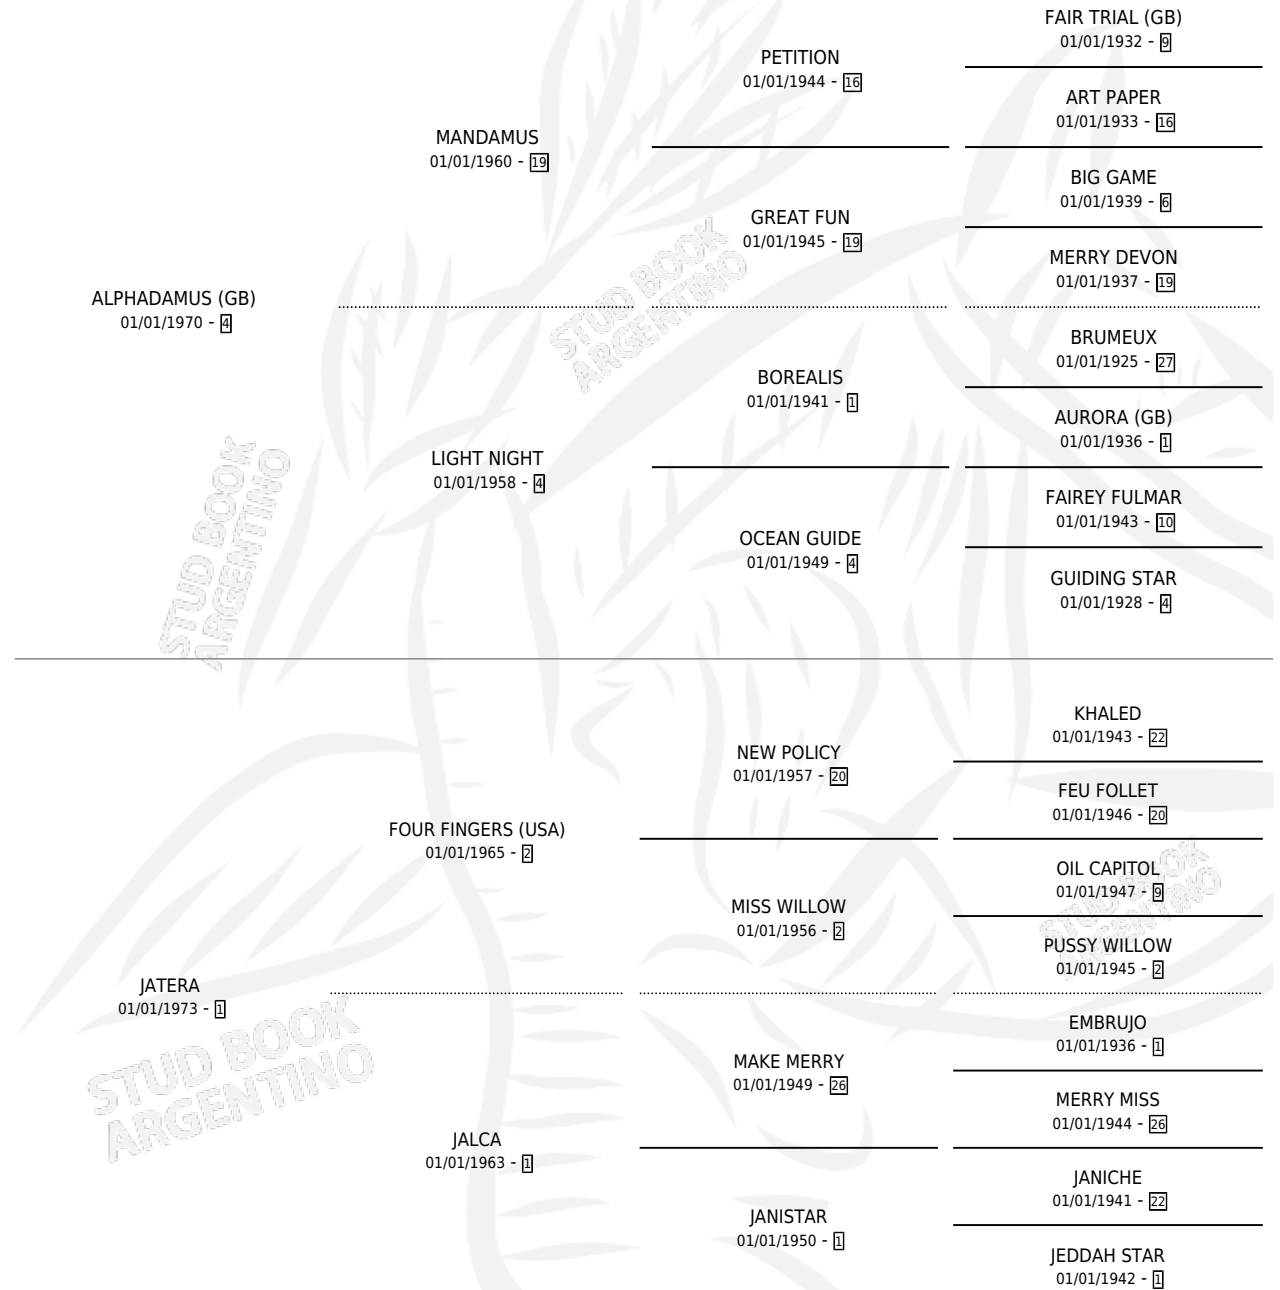 FAIR TRIAL (GB)
01/01/1932 - 9
PETITION
01/01/1944 - 16
ART PAPER
01/01/1933 - 16
MANDAMUS
01/01/1960 - 19
BIG GAME
01/01/1939 - 6
GREAT FUN
01/01/1945 - 19
MERRY DEVON
01/01/1937 - 19
ALPHADAMUS (GB)
01/01/1970 - 4
BRUMEUX
01/01/1925 - 27
BOREALIS
01/01/1941 - 1
AURORA (GB)
01/01/1936 - 1
LIGHT NIGHT
01/01/1958 - 4
FAIREY FULMAR
01/01/1943 - 10
OCEAN GUIDE
01/01/1949 - 4
GUIDING STAR
01/01/1928 - 4
KHALED
01/01/1943 - 22
NEW POLICY
01/01/1957 - 20
FEU FOLLET
01/01/1946 - 20
FOUR FINGERS (USA)
01/01/1965 - 2
OIL CAPITOL
01/01/1947 - 9
MISS WILLOW
01/01/1956 - 2
PUSSY WILLOW
01/01/1945 - 2
JATERA
01/01/1973 - 1
EMBRUJO
01/01/1936 - 1
MAKE MERRY
01/01/1949 - 26
MERRY MISS
01/01/1944 - 26
JALCA
01/01/1963 - 1
JANICHE
01/01/1941 - 22
JANISTAR
01/01/1950 - 1
JEDDAH STAR
01/01/1942 - 1
STUD BOOK
ARGENTINO
STUD BOOK
ARGENTINO
STUD BOOK
ARGENTINO
STUD BOOK
ARGENTINO